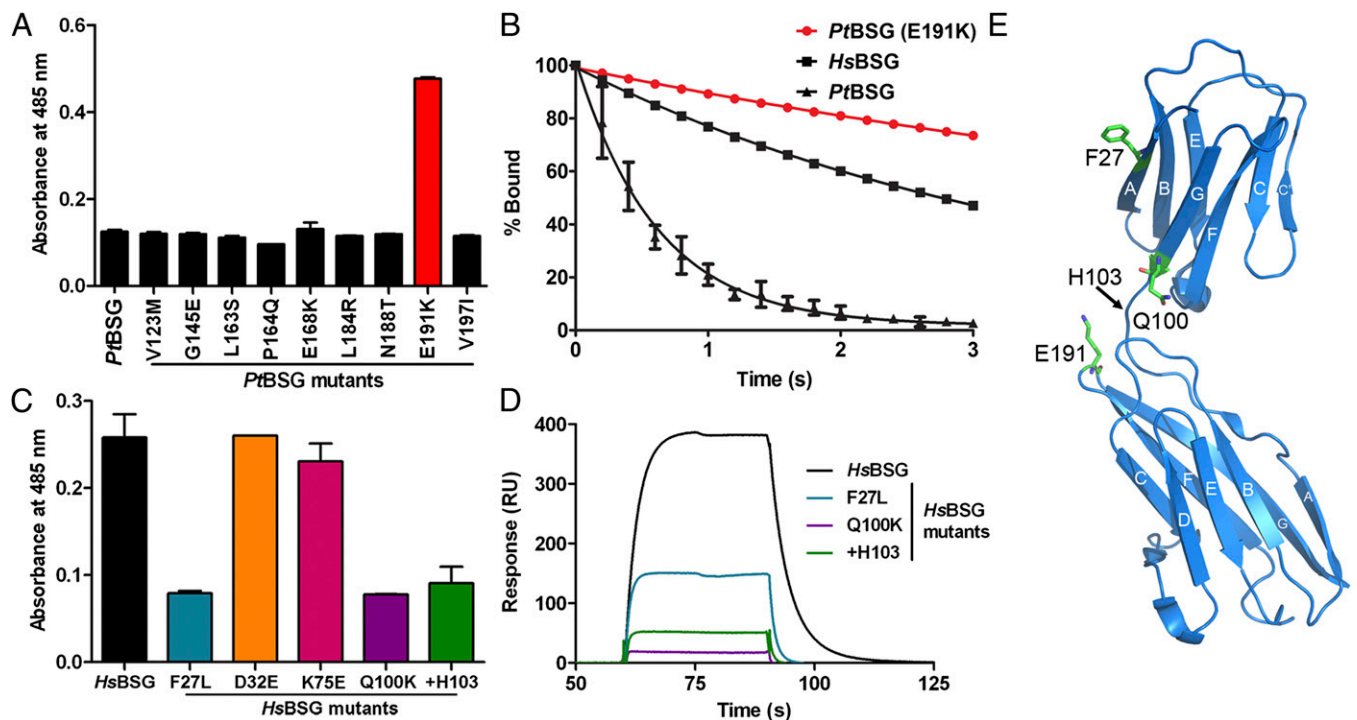 A
Absorbance at 485 nm
0.6
0.4
0.2
0.0
PtBSG
V123M
G145E
L163S
P164Q
E168K
L184R
N188T
E191K
V197I
PtBSG mutants
B
% Bound
100
80
60
40
20
0
0
1
2
3
Time (s)
PtBSG (E191K)
HsBSG
PtBSG
C
Absorbance at 485 nm
0.3
0.2
0.1
0.0
HsBSG
F27L
D32E
K75E
Q100K
+H103
HsBSG mutants
D
Response (RU)
400
300
200
100
0
50
75
100
125
Time (s)
HsBSG
F27L
Q100K
+H103
HsBSG
mutants
E
F27
A
B
E
G
F
C
C'
H103
Q100
E191
C
D
F
E
B
G
A